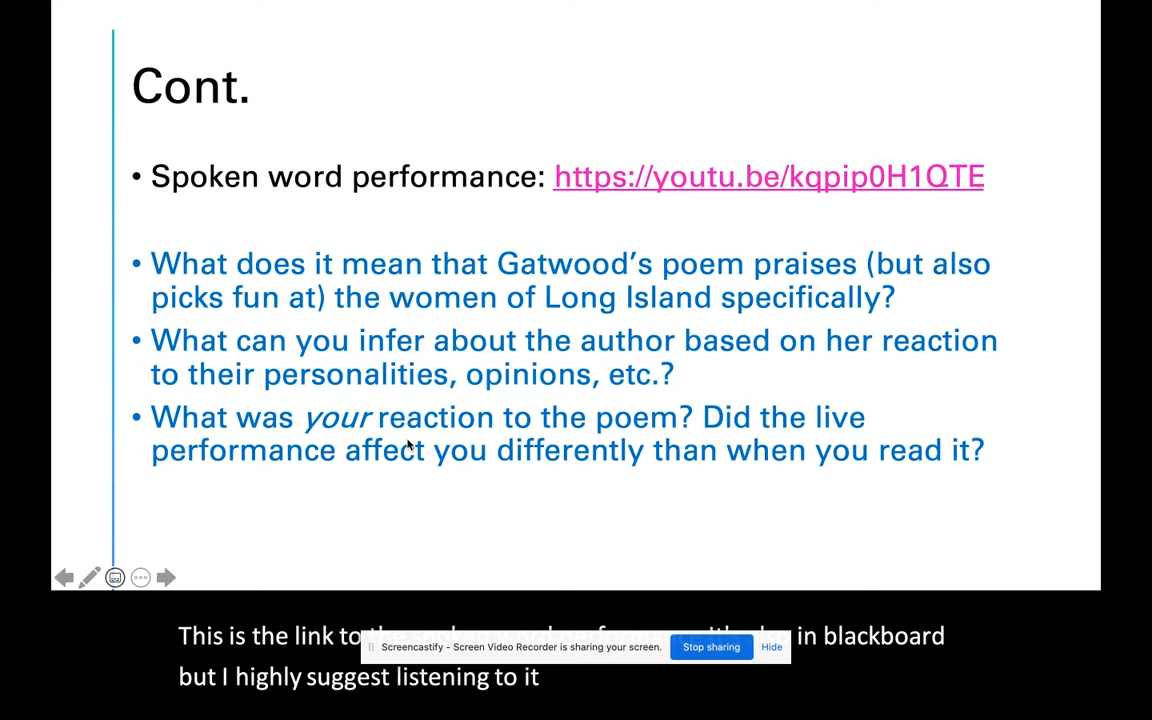 Cont.
• Spoken word performance: https://youtu.be/kqpip0H1QTE
• What does it mean that Gatwood's poem praises (but also
picks fun at) the women of Long Island specifically?
• What can you infer about the author based on her reaction
to their personalities, opinions, etc.?
• What was your reaction to the poem? Did the live
performance affect you differently than when you read it?
This is the link to the spoken word performance in blackboard
Screencastify - Screen Video Recorder is sharing your screen. Stop sharing Hide
but I highly suggest listening to it